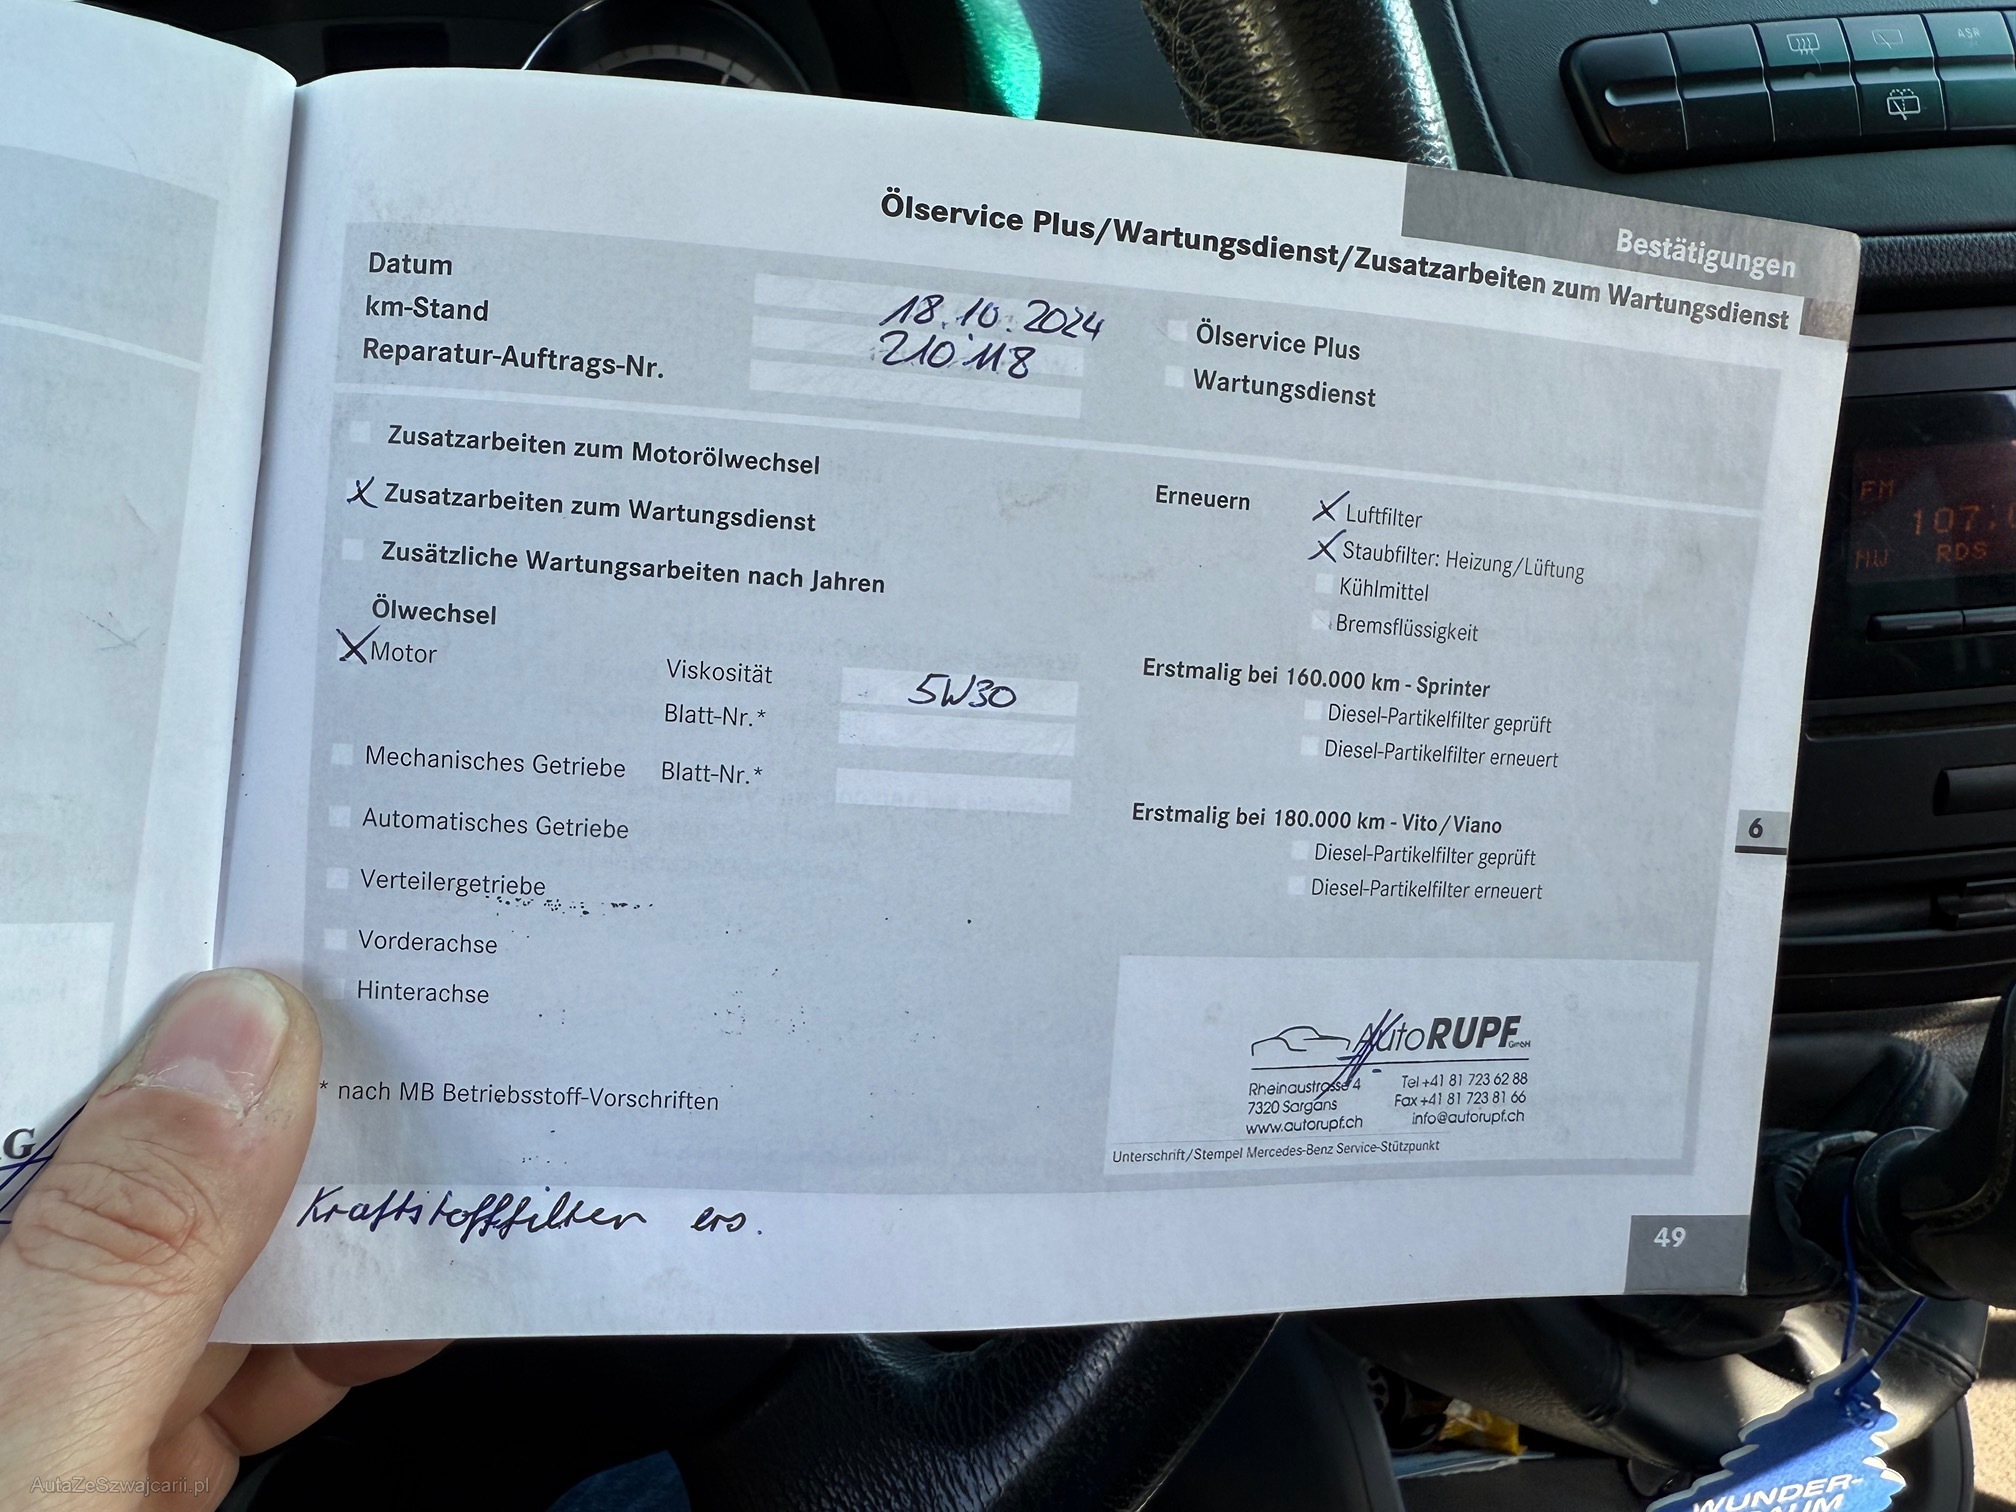 Bestätigungen
Ölservice Plus/Wartungsdienst/Zusatzarbeiten zum Wartungsdienst
Datum 18.10.2024
km-Stand 210'118
Reparatur-Auftrags-Nr.
Ölservice Plus
Wartungsdienst
Zusatzarbeiten zum Motorölwechsel
X Zusatzarbeiten zum Wartungsdienst
Zusätzliche Wartungsarbeiten nach Jahren
Ölwechsel
X Motor
Viskosität 5W30
Blatt-Nr.*
Mechanisches Getriebe Blatt-Nr.*
Automatisches Getriebe
Verteilergetriebe
Vorderachse
Hinterachse
* nach MB Betriebsstoff-Vorschriften
Erneuern X Luftfilter
X Staubfilter: Heizung/Lüftung
Kühlmittel
Bremsflüssigkeit
Erstmalig bei 160.000 km - Sprinter
Diesel-Partikelfilter geprüft
Diesel-Partikelfilter erneuert
Erstmalig bei 180.000 km - Vito/Viano
Diesel-Partikelfilter geprüft
Diesel-Partikelfilter erneuert
6
AutoRUPF GmbH
Rheinaustrasse 4 Tel +41 81 723 62 88
7320 Sargans Fax +41 81 723 81 66
www.autorupf.ch info@autorupf.ch
Unterschrift/Stempel Mercedes-Benz Service-Stützpunkt
Kraftstofffilter ers.
49
ASR
FM
107.
RDS
G
WUNDER-
BAUM
AutaZeSzwajcarii.pl